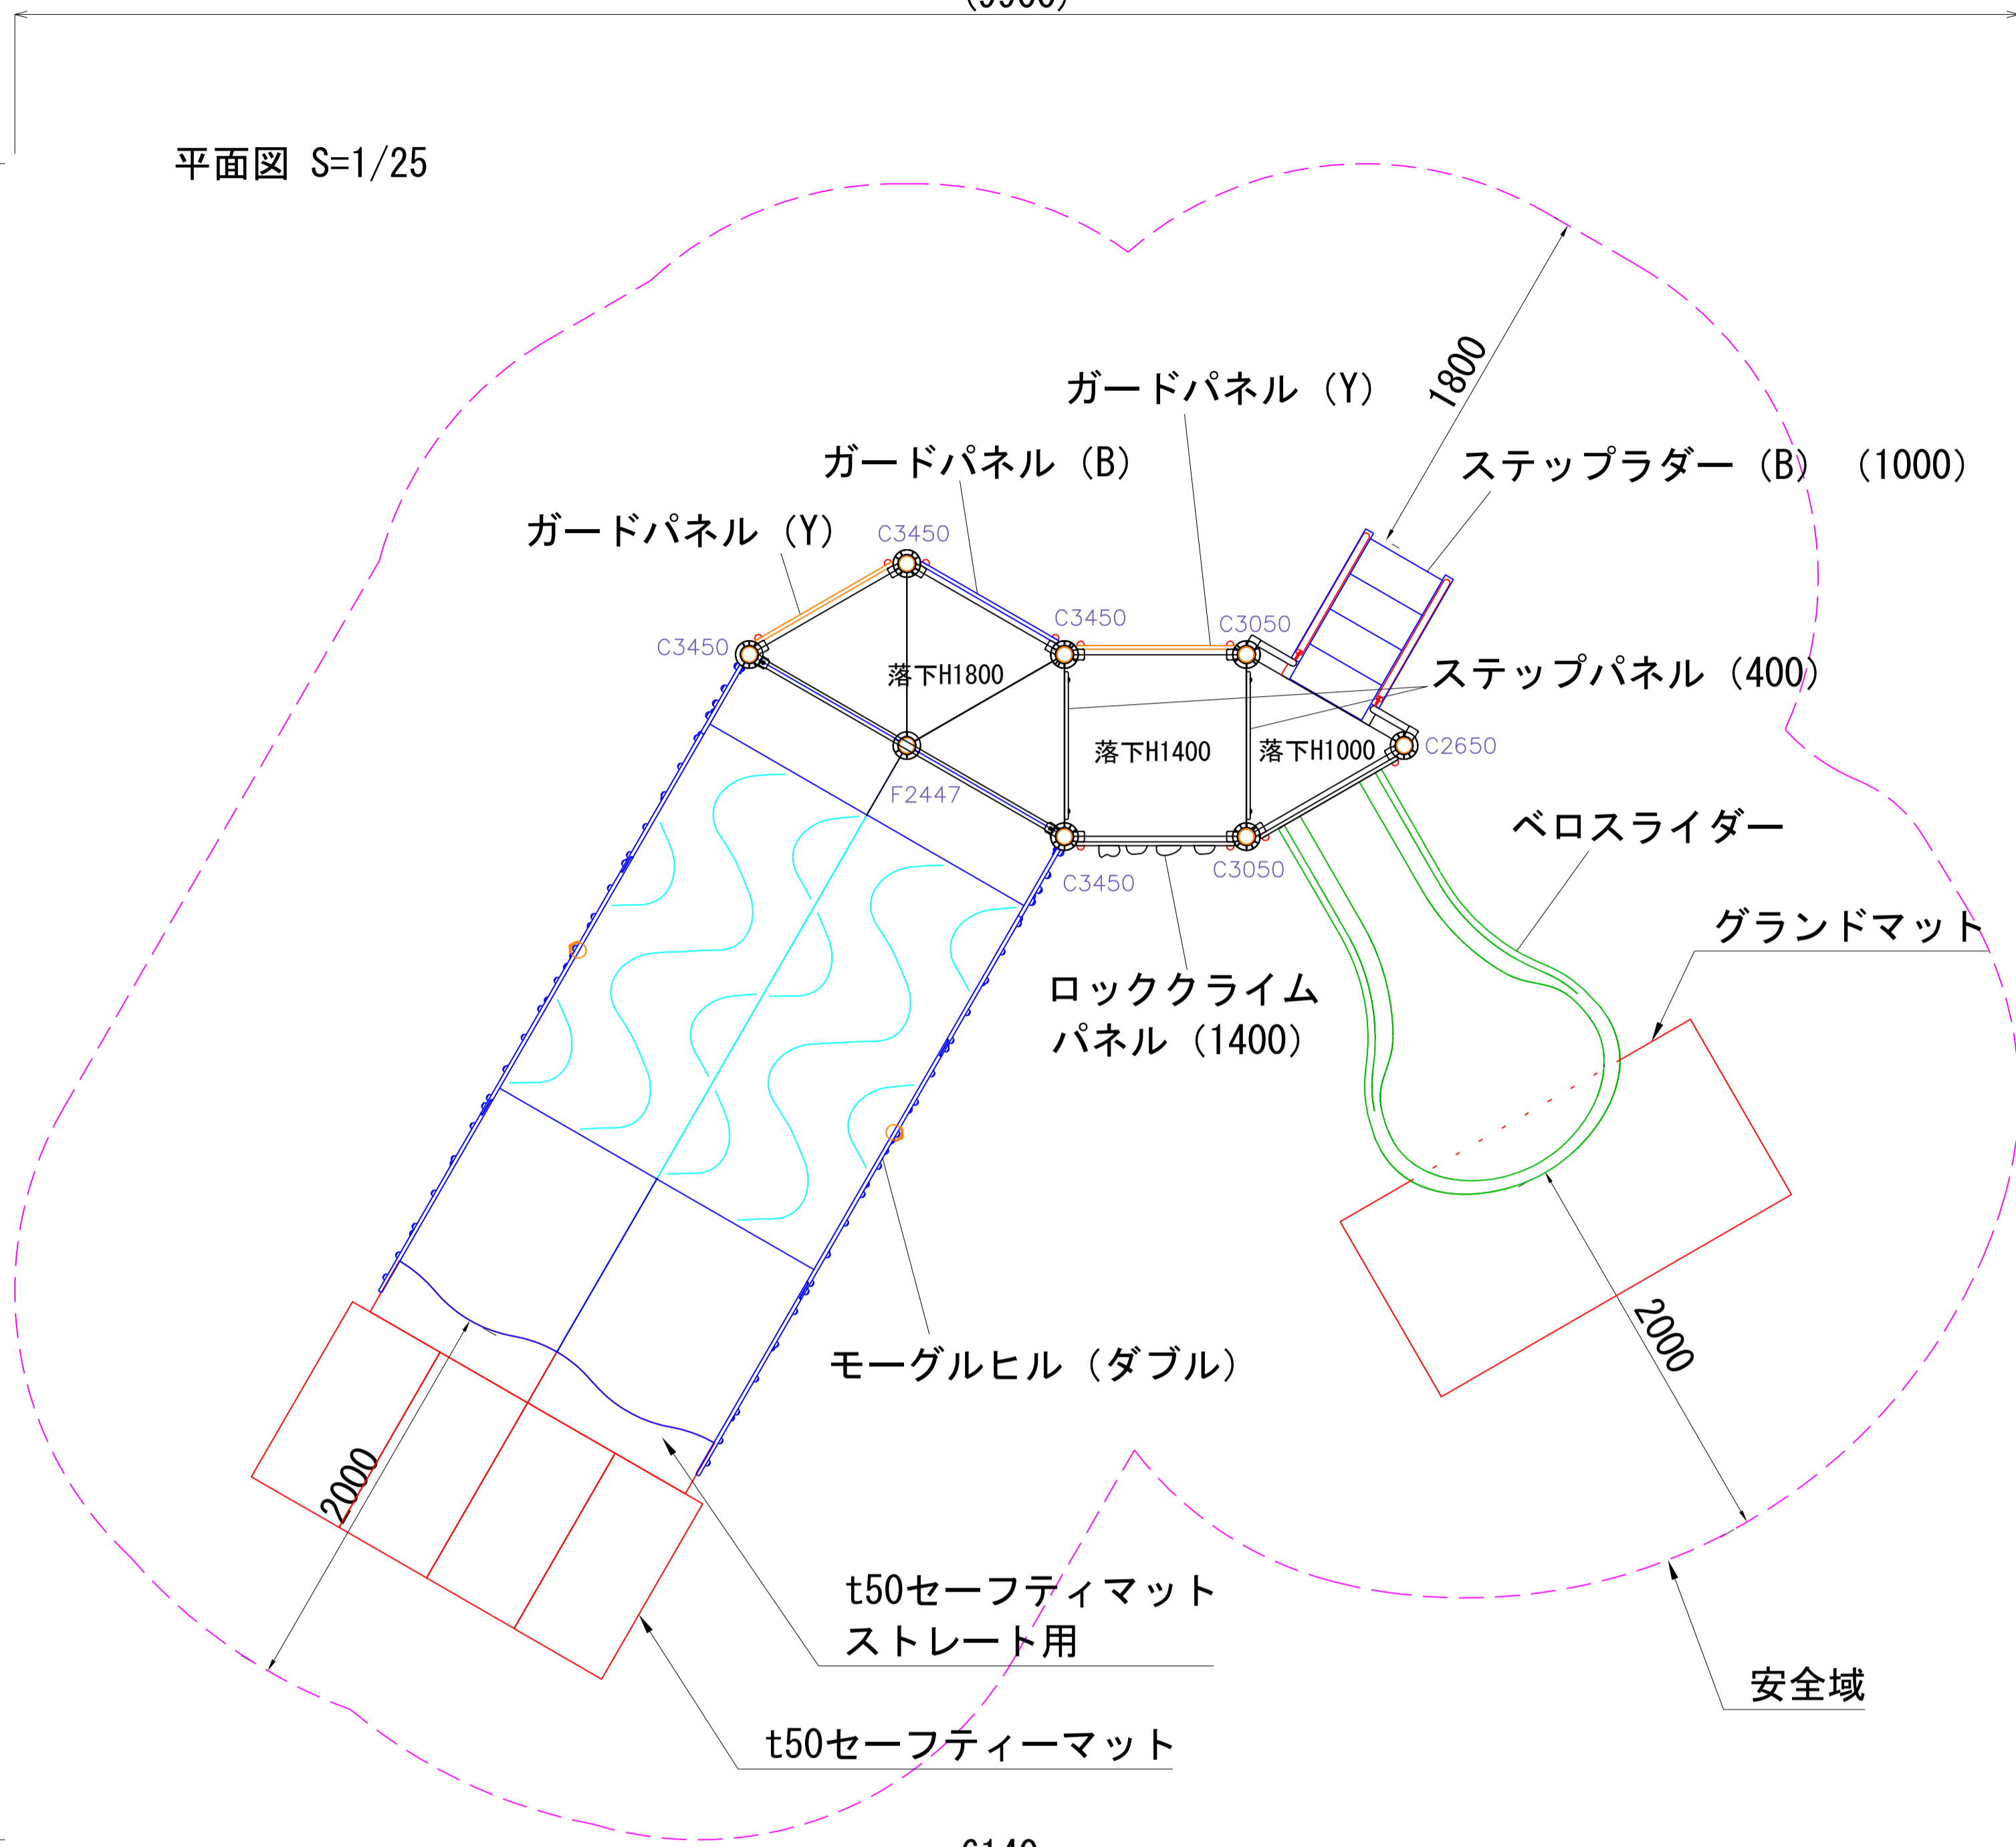 平面図 S=1/25
1800
ガードパネル（Y）
ガードパネル（B）
ステップラダー（B）（1000）
ガードパネル（Y）
C3450
C3450
C3050
C3450
落下H1800
ステップパネル（400）
落下H1400
落下H1000
C2650
F2447
ベロスライダー
C3450
C3050
グランドマット
ロッククライム
パネル（1400）
モーグルヒル（ダブル）
2000
2000
t50セーフティマット
ストレート用
安全域
t50セーフティーマット